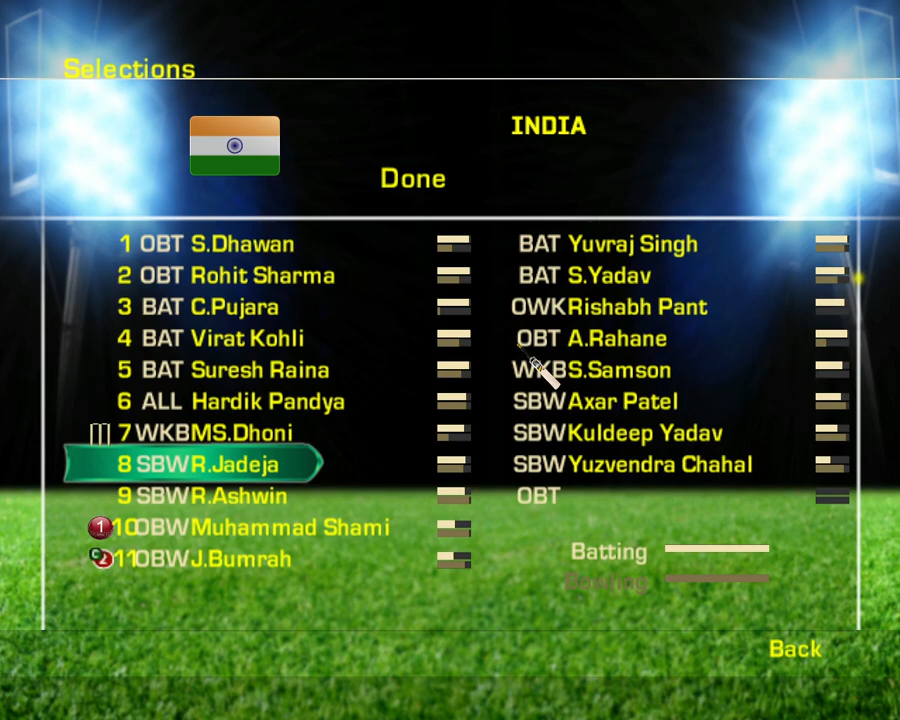 Selections
INDIA
Done
1 OBT S.Dhawan
2 OBT Rohit Sharma
3 BAT C.Pujara
4 BAT Virat Kohli
5 BAT Suresh Raina
6 ALL Hardik Pandya
7 WKB MS.Dhoni
8 SBW R.Jadeja
9 SBW R.Ashwin
1 10 OBW Muhammad Shami
C 2 11 OBW J.Bumrah
BAT Yuvraj Singh
BAT S.Yadav
OWK Rishabh Pant
OBT A.Rahane
WKB S.Samson
SBW Axar Patel
SBW Kuldeep Yadav
SBW Yuzvendra Chahal
OBT
Batting
Bowling
Back